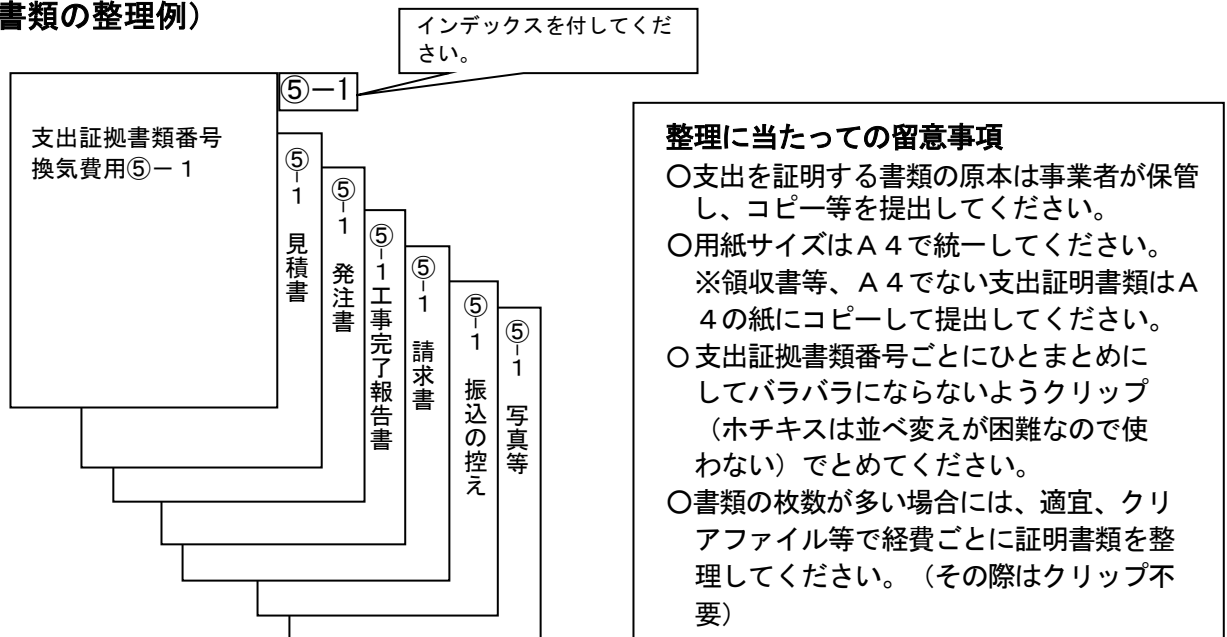 書類の整理例）
インデックスを付してくだ
さい。
⑤－1
支出証拠書類番号
換気費用⑤－１
⑤-1 見積書
⑤-1 発注書
⑤-1工事完了報告書
⑤-1 請求書
⑤-1 振込の控え
⑤-1 写真等
整理に当たっての留意事項
〇支出を証明する書類の原本は事業者が保管
し、コピー等を提出してください。
〇用紙サイズはＡ４で統一してください。
※領収書等、Ａ４でない支出証明書類はＡ
４の紙にコピーして提出してください。
〇支出証拠書類番号ごとにひとまとめに
してバラバラにならないようクリップ
（ホチキスは並べ変えが困難なので使
わない）でとめてください。
〇書類の枚数が多い場合には、適宜、クリ
アファイル等で経費ごとに証明書類を整
理してください。（その際はクリップ不
要）